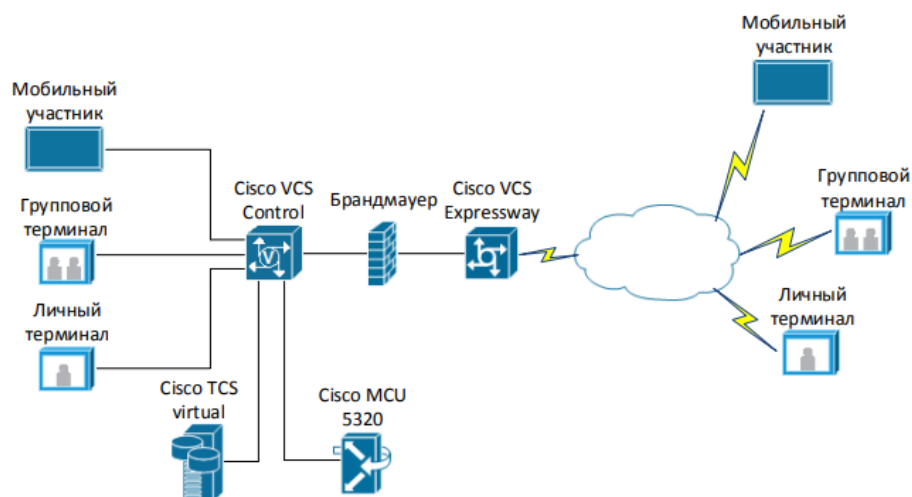 Мобильный
участник
Групповой
терминал
Личный
терминал
Cisco VCS
Control
Брандмауер
Cisco VCS
Expressway
Cisco TCS
virtual
Cisco MCU
5320
Мобильный
участник
Групповой
терминал
Личный
терминал
V